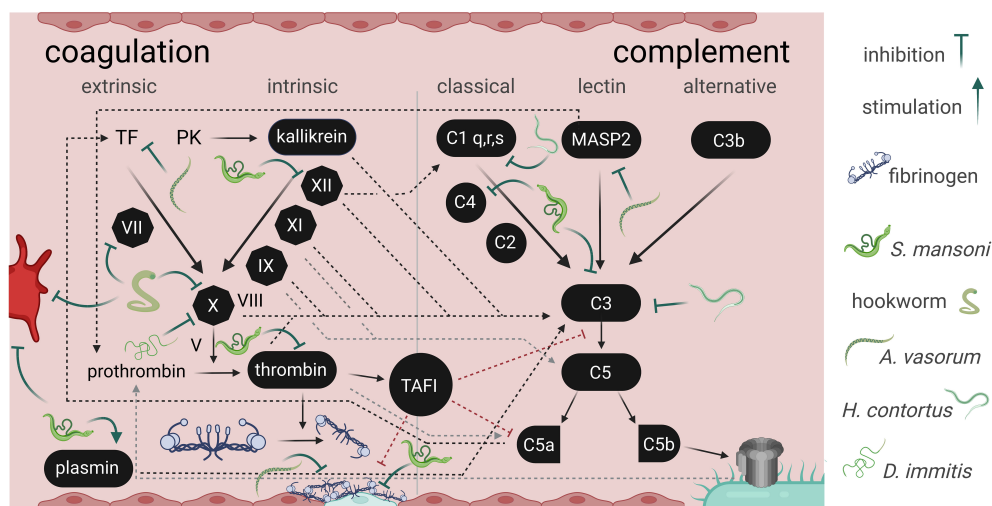 coagulation
complement
extrinsic
intrinsic
classical
lectin
alternative
TF
PK
kallikrein
C1 q,r,s
MASP2
C3b
XII
C4
VII
XI
C2
IX
X
VIII
C3
V
prothrombin
thrombin
TAFI
C5
C5a
C5b
plasmin
inhibition
stimulation
fibrinogen
S. mansoni
hookworm
A. vasorum
H. contortus
D. immitis